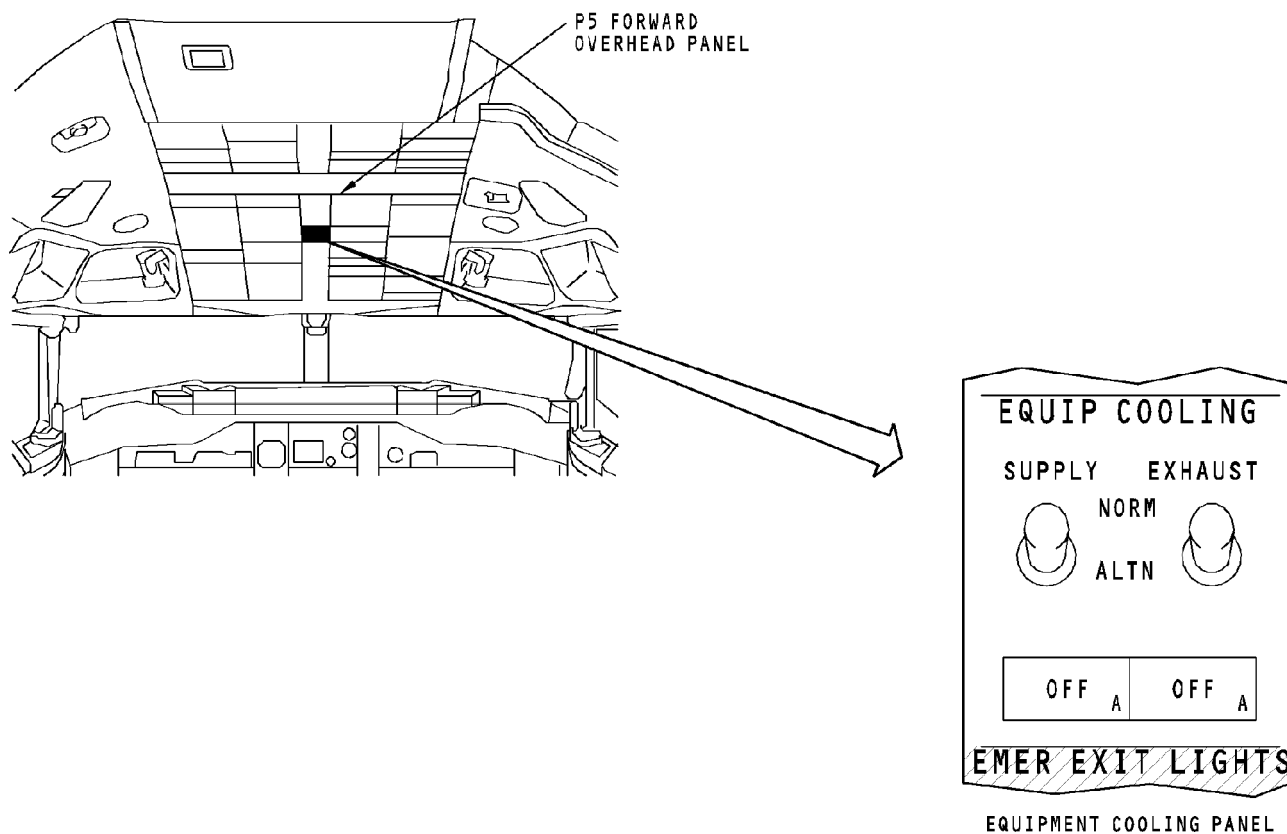 P5 FORWARD
OVERHEAD PANEL
EQUIP COOLING
SUPPLY EXHAUST
NORM
ALTN
OFF A OFF A
EMER EXIT LIGHTS
EQUIPMENT COOLING PANEL